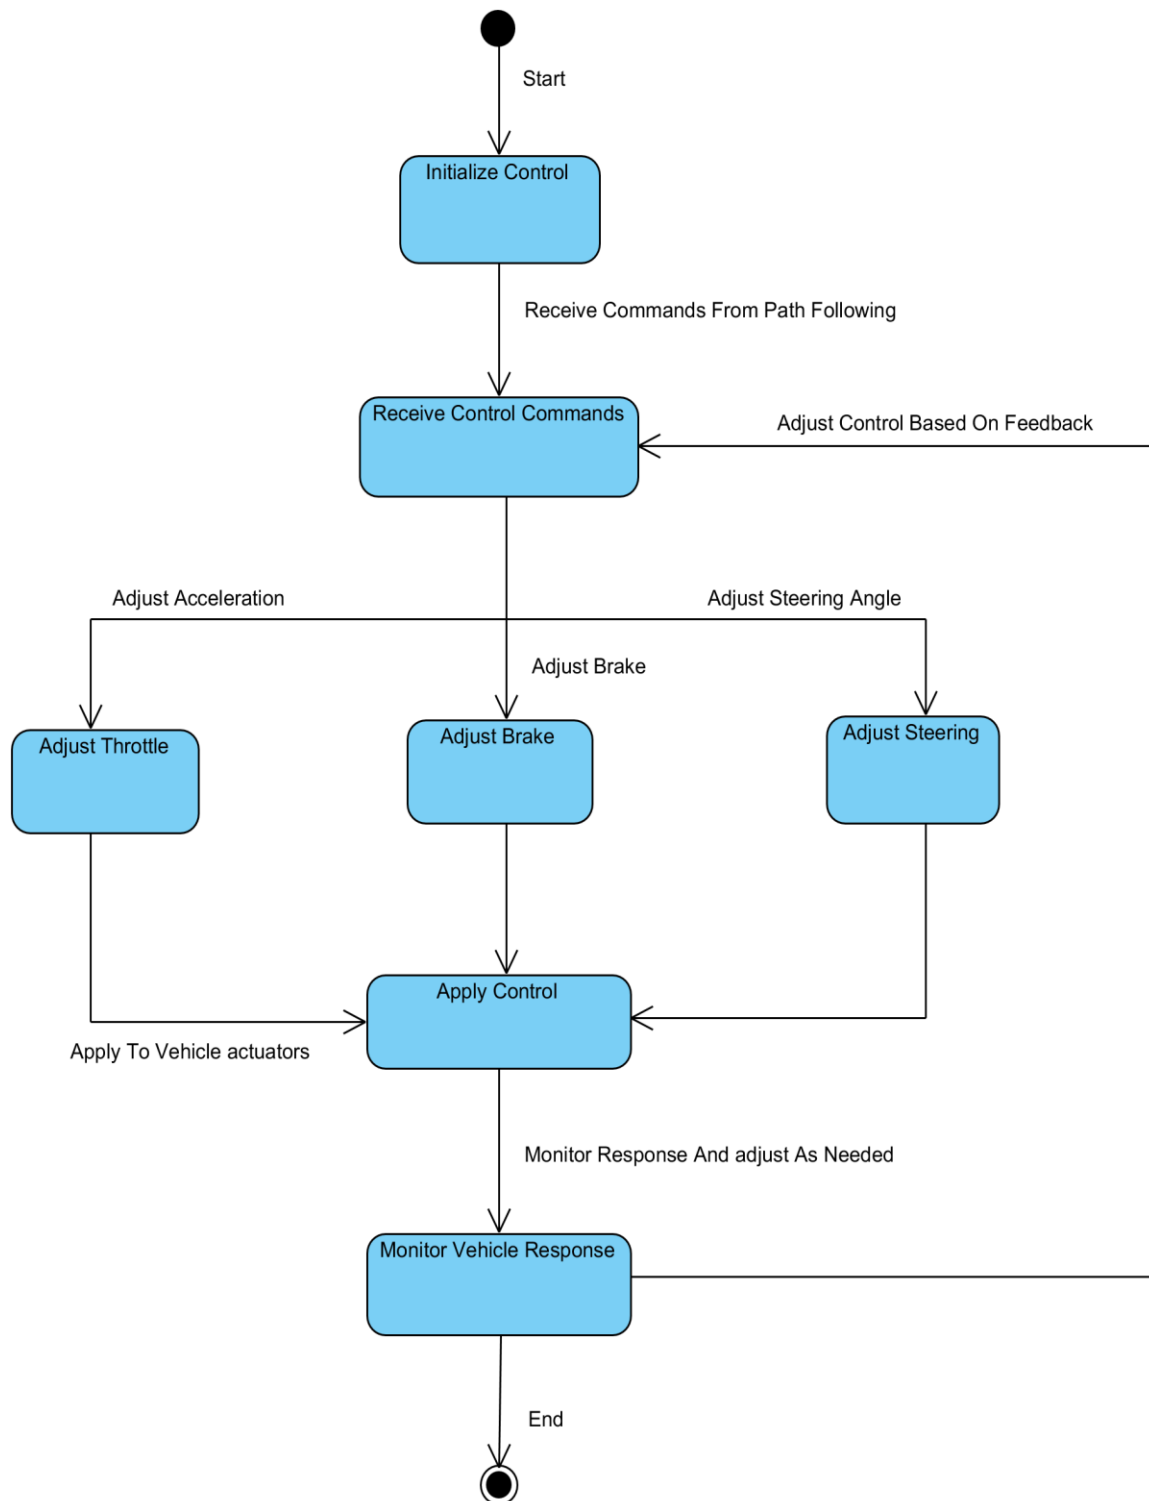 Start
Initialize Control
Receive Commands From Path Following
Receive Control Commands
Adjust Control Based On Feedback
Adjust Acceleration
Adjust Steering Angle
Adjust Brake
Adjust Throttle
Adjust Brake
Adjust Steering
Apply Control
Apply To Vehicle actuators
Monitor Response And adjust As Needed
Monitor Vehicle Response
End